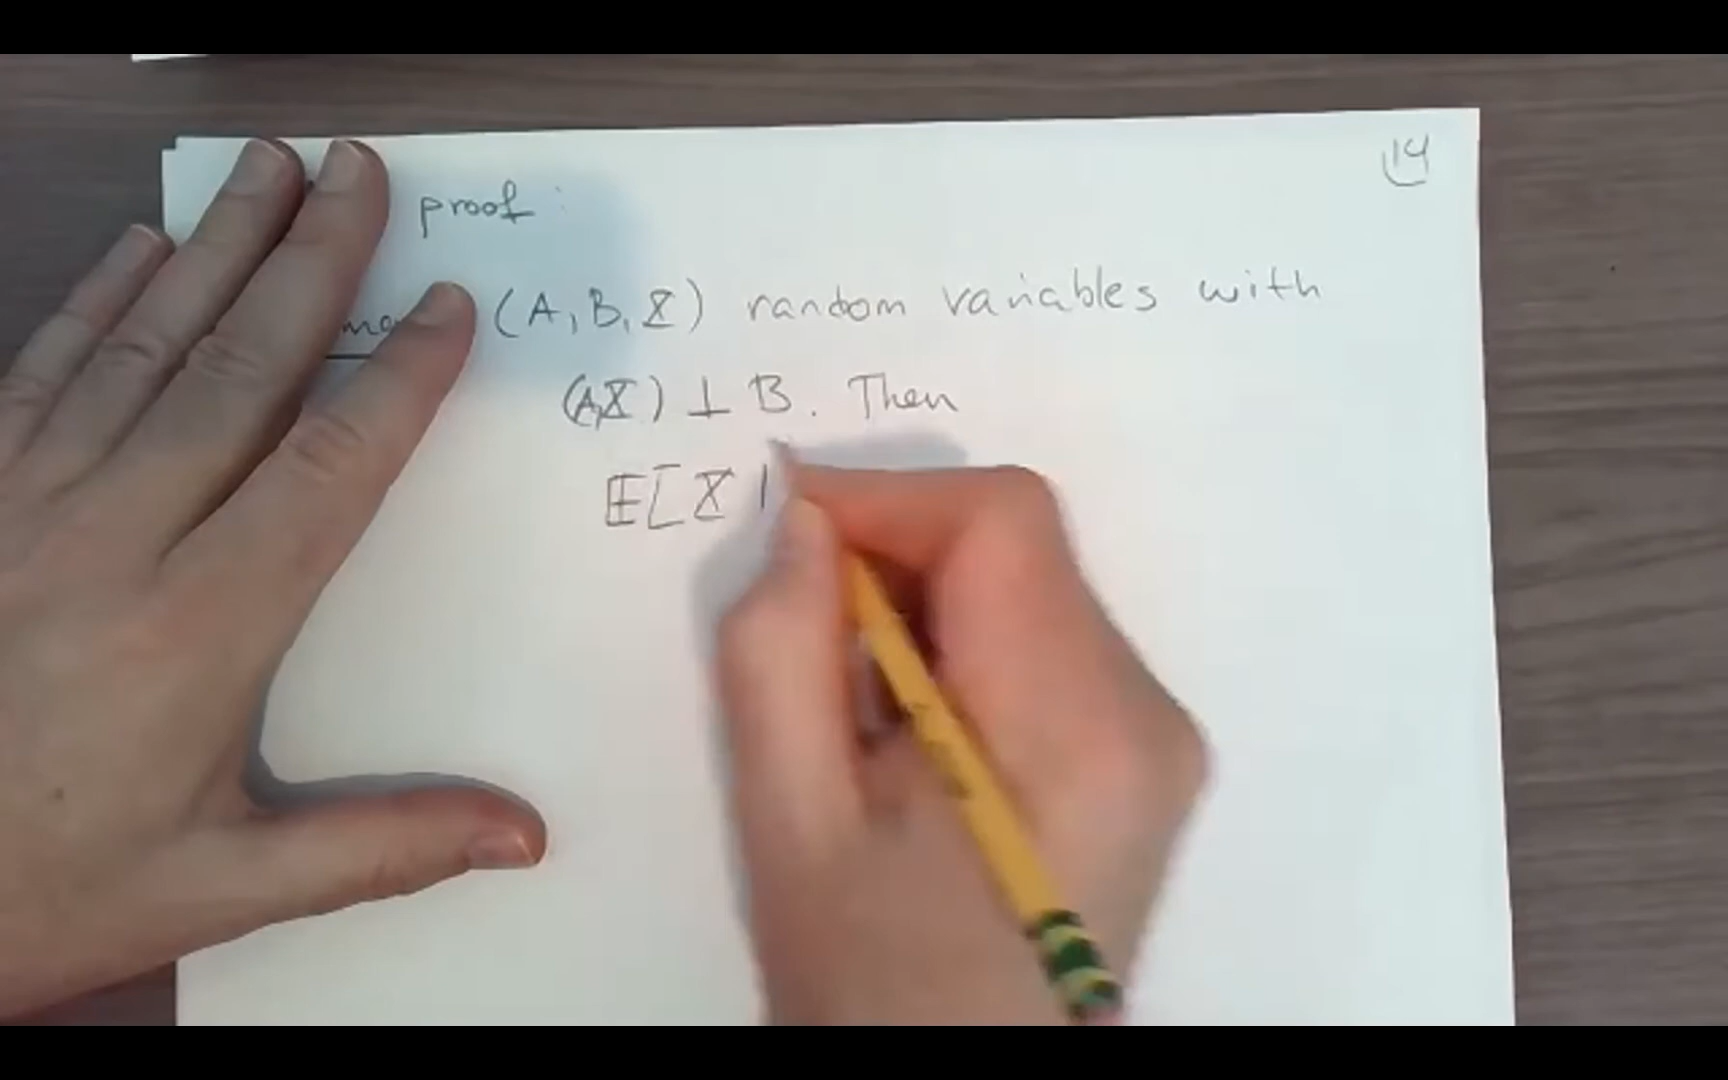 14
proof:
(A, B, X) random variables with
(A,X) ⊥ B. Then
E[X |